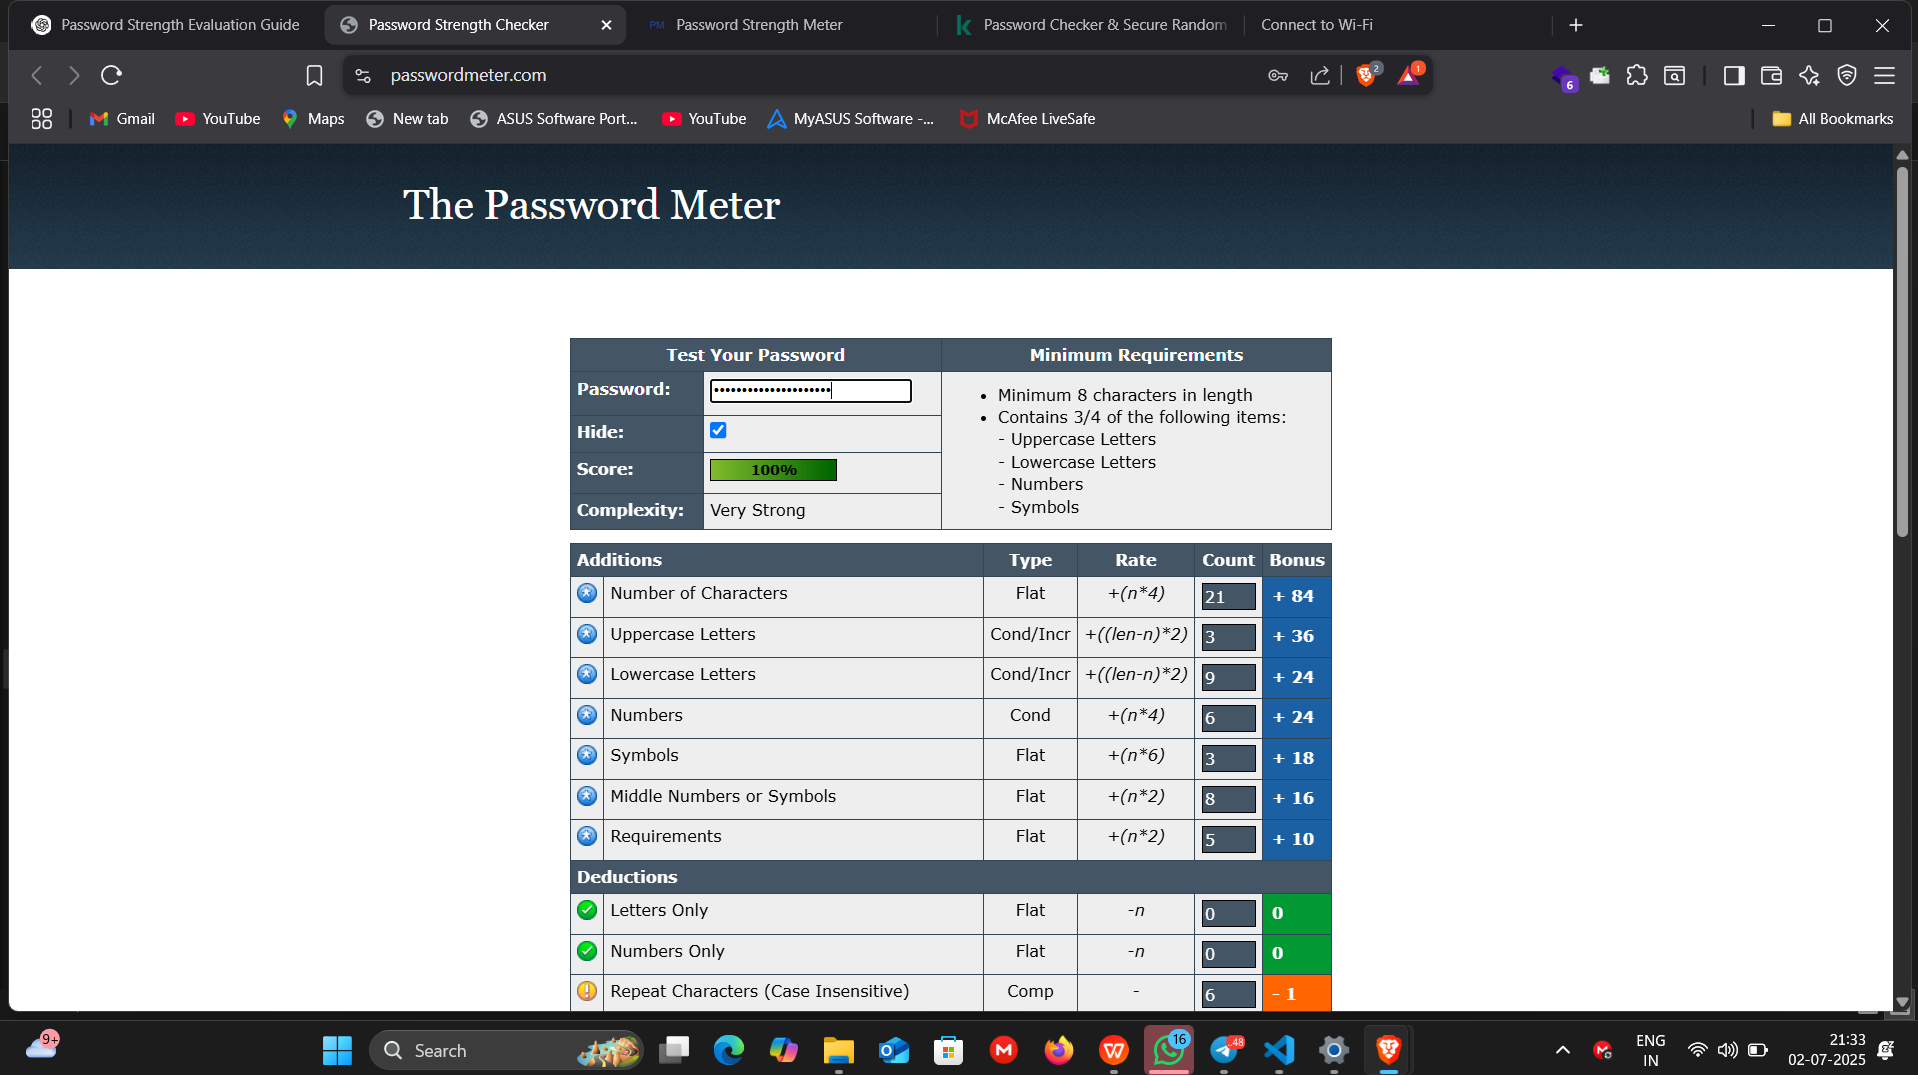 Password Strength Evaluation Guide
Password Strength Checker
PM Password Strength Meter
Password Checker & Secure Random
Connect to Wi-Fi
passwordmeter.com
2
1
6
Gmail
YouTube
Maps
New tab
ASUS Software Port...
YouTube
MyASUS Software -...
McAfee LiveSafe
All Bookmarks
The Password Meter
Test Your Password
Minimum Requirements
Password:
•••••••••••••••••••••
Hide:
Score:
100%
Complexity:
Very Strong
• Minimum 8 characters in length
• Contains 3/4 of the following items:
- Uppercase Letters
- Lowercase Letters
- Numbers
- Symbols
Additions Type Rate Count Bonus
Number of Characters Flat +(n*4) 21 + 84
Uppercase Letters Cond/Incr +((len-n)*2) 3 + 36
Lowercase Letters Cond/Incr +((len-n)*2) 9 + 24
Numbers Cond +(n*4) 6 + 24
Symbols Flat +(n*6) 3 + 18
Middle Numbers or Symbols Flat +(n*2) 8 + 16
Requirements Flat +(n*2) 5 + 10
Deductions
Letters Only Flat -n 0 0
Numbers Only Flat -n 0 0
Repeat Characters (Case Insensitive) Comp - 6 - 1
9+
Search
16
48
ENG
IN
21:33
02-07-2025